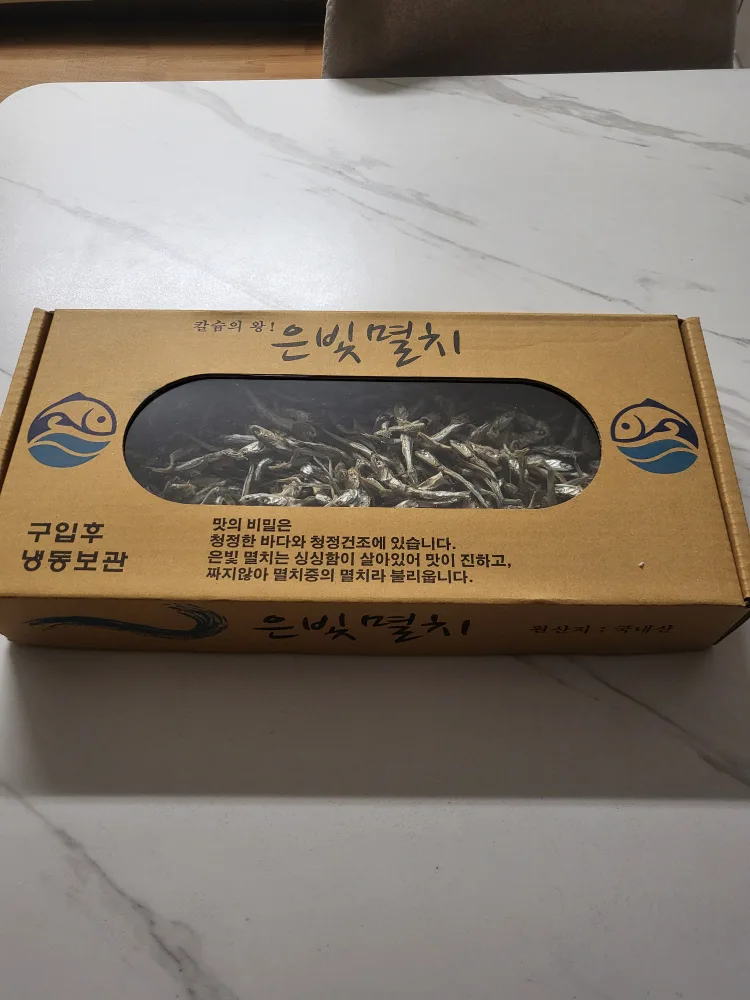 칼슘의 왕!
은빛멸치
구입후
냉동보관
맛의 비밀은
청정한 바다와 청정건조에 있습니다.
은빛 멸치는 싱싱함이 살아있어 맛이 진하고,
짜지않아 멸치중의 멸치라 불리웁니다.
은빛멸치
원산지 : 국내산